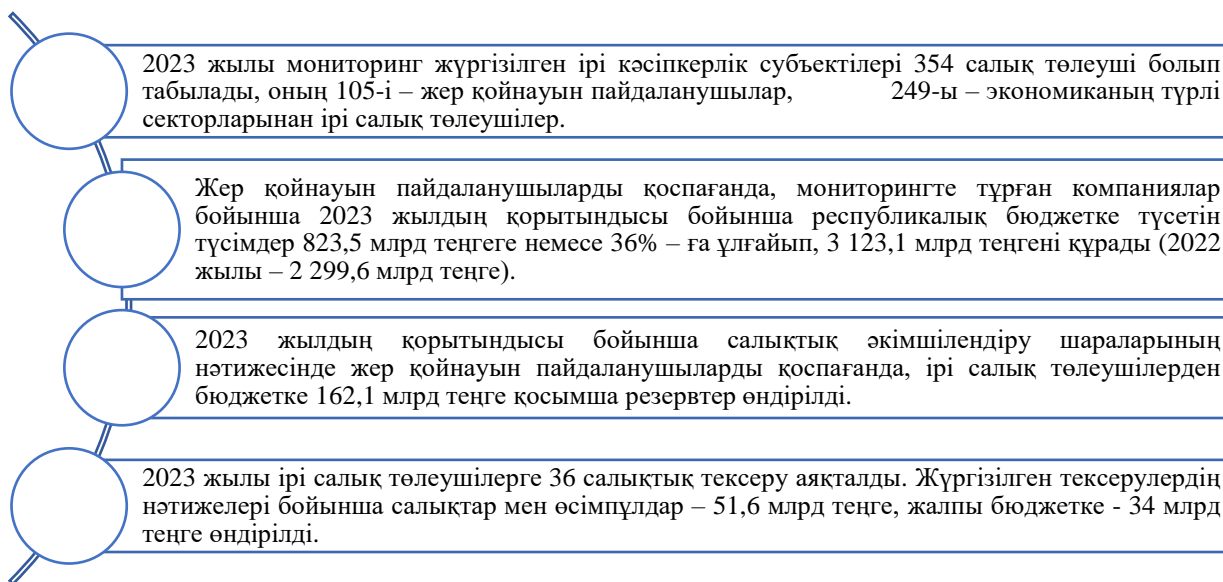 2023 жылы мониторинг жүргізілген ірі кәсіпкерлік субъектілері 354 салық төлеуші болып
табылады, оның 105-і – жер қойнауын пайдаланушылар, 249-ы – экономиканың түрлі
секторларынан ірі салық төлеушілер.
Жер қойнауын пайдаланушыларды қоспағанда, мониторингте тұрған компаниялар
бойынша 2023 жылдың қорытындысы бойынша республикалық бюджетке түсетін
түсімдер 823,5 млрд теңгеге немесе 36% – ға ұлғайып, 3 123,1 млрд теңгені құрады (2022
жылы – 2 299,6 млрд теңге).
2023 жылдың қорытындысы бойынша салықтық әкімшілендіру шараларының
нәтижесінде жер қойнауын пайдаланушыларды қоспағанда, ірі салық төлеушілерден
бюджетке 162,1 млрд теңге қосымша резервтер өндірілді.
2023 жылы ірі салық төлеушілерге 36 салықтық тексеру аяқталды. Жүргізілген тексерулердің
нәтижелері бойынша салықтар мен өсімпұлдар – 51,6 млрд теңге, жалпы бюджетке - 34 млрд
теңге өндірілді.